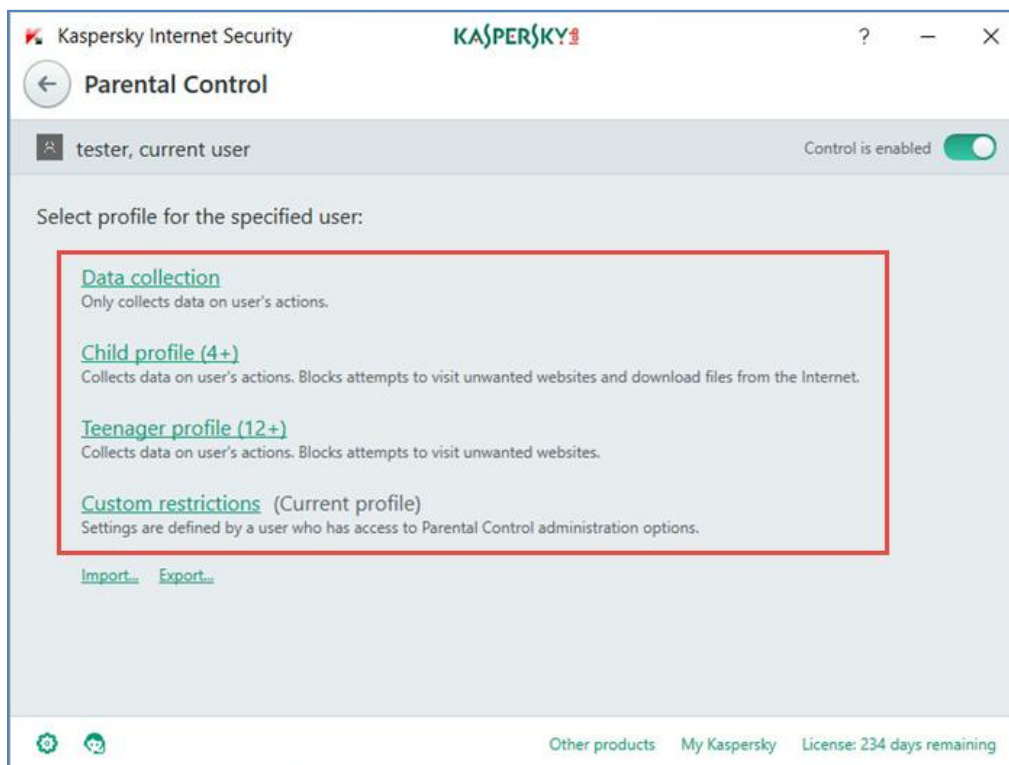 Kaspersky Internet Security
KASPERSKY lab
?
Parental Control
tester, current user
Control is enabled
Select profile for the specified user:
Data collection
Only collects data on user's actions.
Child profile (4+)
Collects data on user's actions. Blocks attempts to visit unwanted websites and download files from the Internet.
Teenager profile (12+)
Collects data on user's actions. Blocks attempts to visit unwanted websites.
Custom restrictions (Current profile)
Settings are defined by a user who has access to Parental Control administration options.
Import... Export...
Other products My Kaspersky License: 234 days remaining